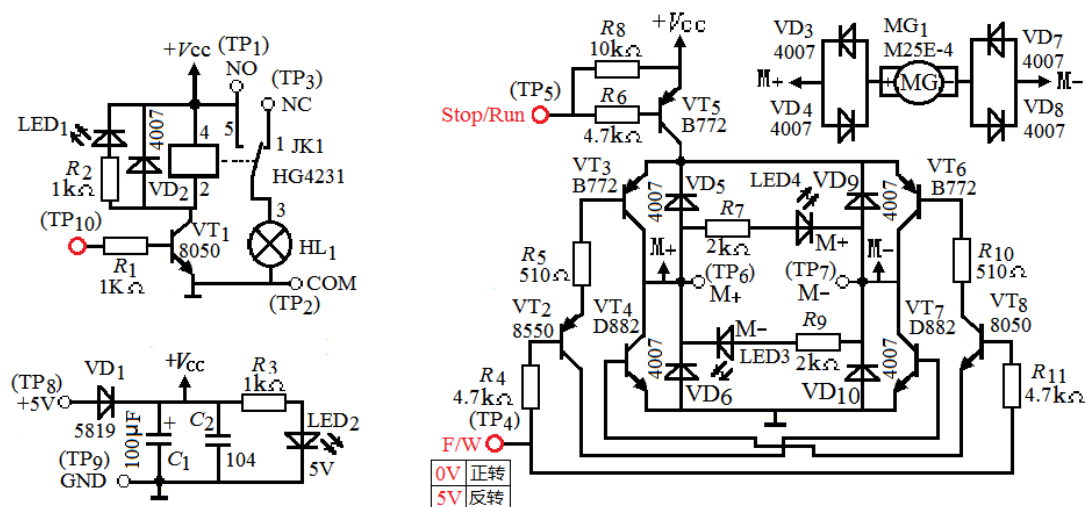 +Vcc
(TP1)
NO
(TP3)
NC
LED1
4007
4
5
1
JK1
HG4231
R2
1kΩ
VD2
2
3
(TP10)
VT1
8050
HL1
R1
1KΩ
COM
(TP2)
+Vcc
(TP8)
+5V
VD1
5819
R3
1kΩ
100μF
+
C1
C2
104
LED2
5V
(TP9)
GND
R8
10kΩ
+Vcc
(TP5)
Stop/Run
R6
4.7kΩ
VT5
B772
VD3
4007
MG1
M25E-4
VD7
4007
M+
+
MG
-
M-
VD4
4007
VD8
4007
VT3
B772
4007
VD5
LED4
VD9
4007
VT6
B772
R7
2kΩ
M+
M+
M-
R5
510Ω
(TP6)
M+
(TP7)
M-
R10
510Ω
VT2
8550
VT4
D882
4007
M-
LED3
R9
2kΩ
4007
VT7
D882
VT8
8050
VD6
VD10
R4
4.7kΩ
R11
4.7kΩ
(TP4)
F/W
0V 正转
5V 反转